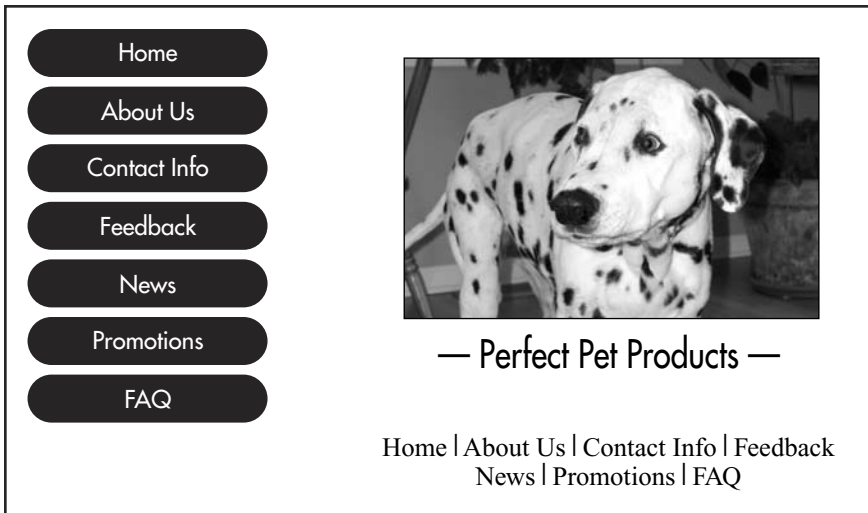 Home
About Us
Contact Info
Feedback
News
Promotions
FAQ
— Perfect Pet Products —
Home | About Us | Contact Info | Feedback
News | Promotions | FAQ